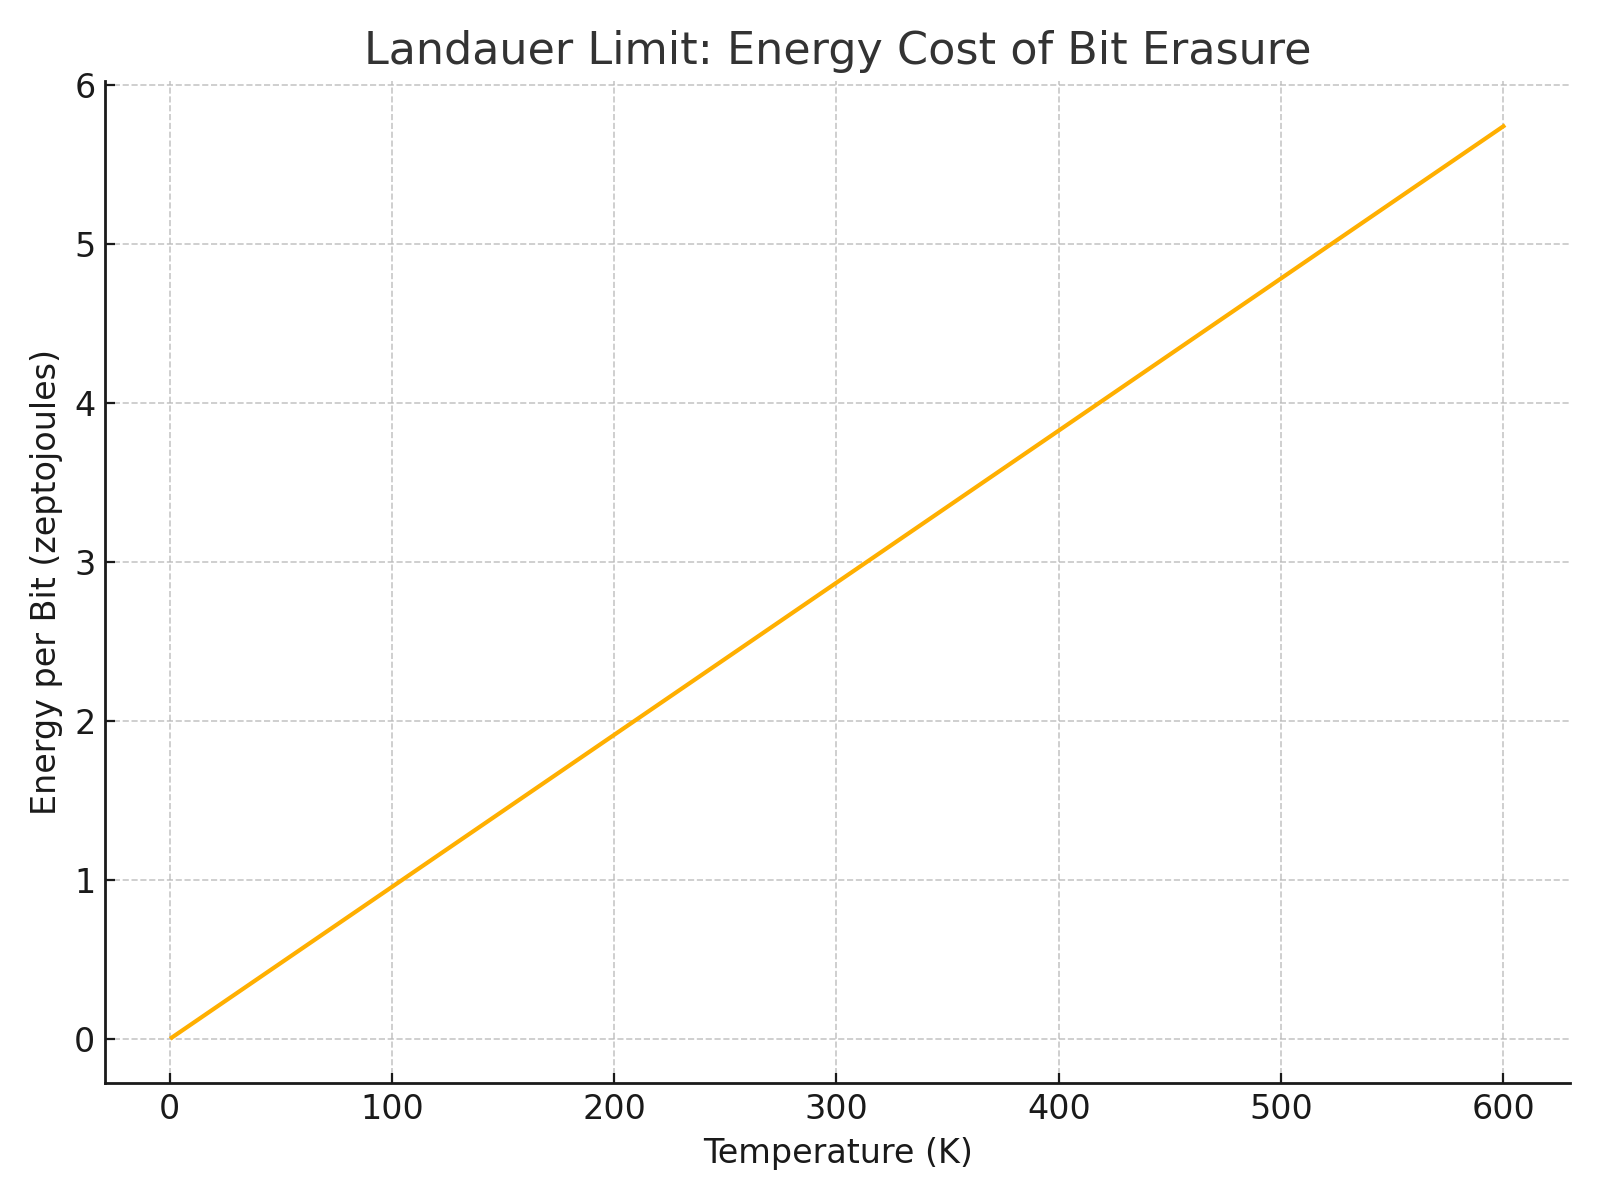 Landauer Limit: Energy Cost of Bit Erasure
Energy per Bit (zeptojoules)
6
5
4
3
2
1
0
0 100 200 300 400 500 600
Temperature (K)